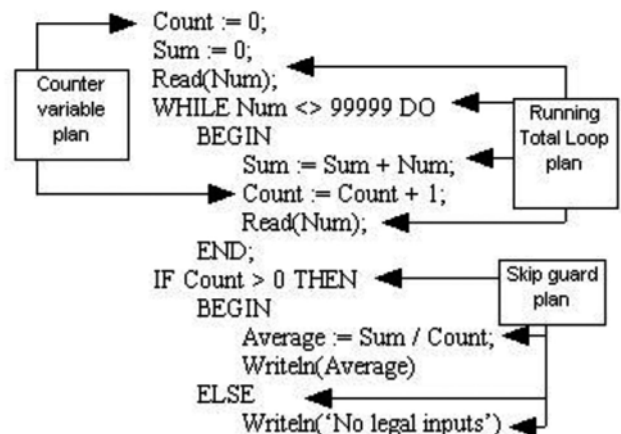 Count := 0;
Sum := 0;
Read(Num);
WHILE Num <> 99999 DO
BEGIN
Sum := Sum + Num;
Count := Count + 1;
Read(Num);
END;
IF Count > 0 THEN
BEGIN
Average := Sum / Count;
Writeln(Average)
ELSE
Writeln(‘No legal inputs’)
Counter
variable
plan
Running
Total Loop
plan
Skip guard
plan